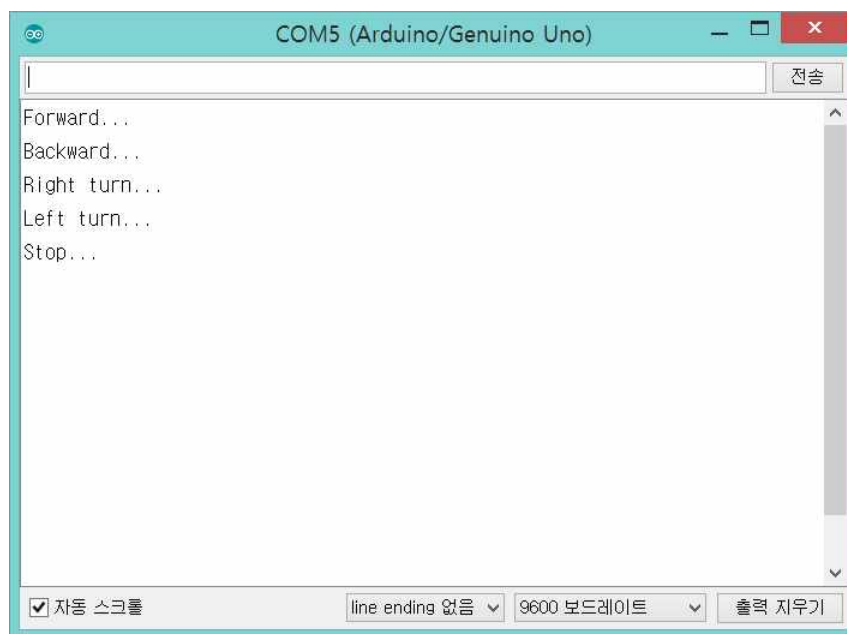 COM5 (Arduino/Genuino Uno)
전송
Forward...
Backward...
Right turn...
Left turn...
Stop...
자동 스크롤
line ending 없음
9600 보드레이트
출력 지우기